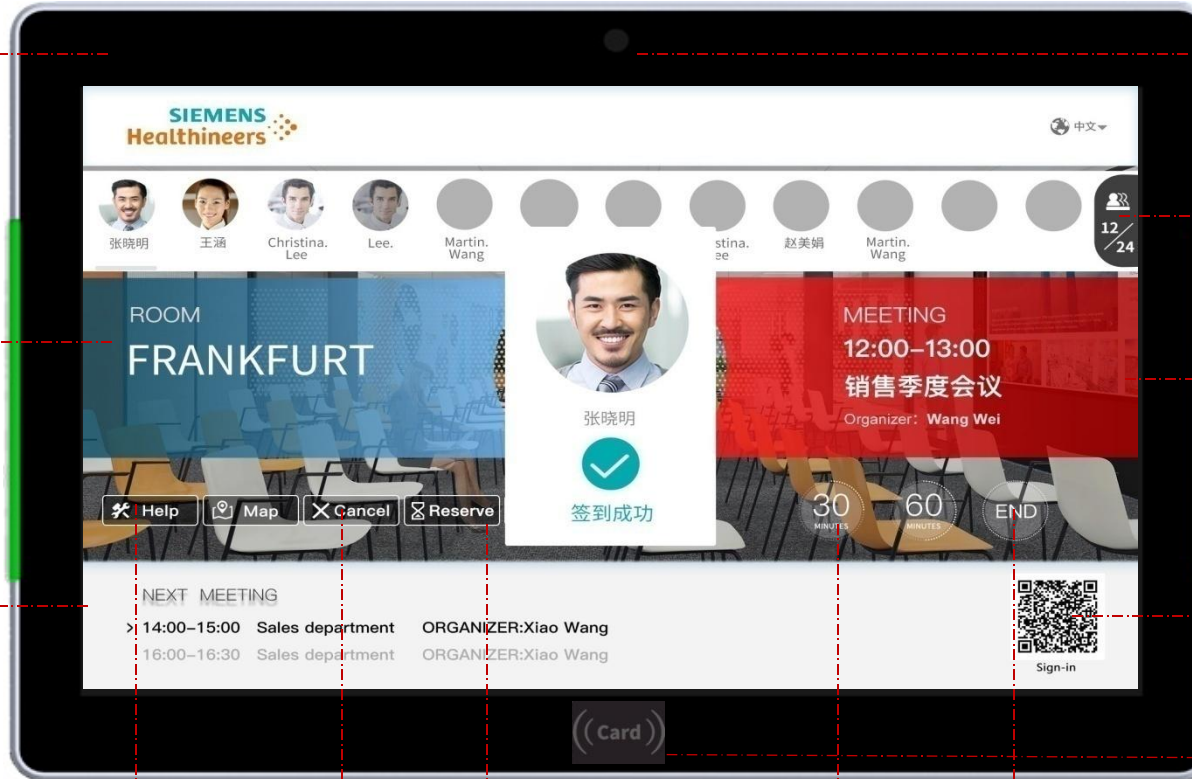 SIEMENS
Healthineers
中文
张晓明
王涵
Christina.
Lee
Lee.
Martin.
Wang
stina.
ee
赵美娟
Martin.
Wang
12/24
ROOM
FRANKFURT
张晓明
签到成功
MEETING
12:00–13:00
销售季度会议
Organizer: Wang Wei
Help
Map
Cancel
Reserve
30
MINUTES
60
MINUTES
END
NEXT MEETING
> 14:00–15:00 Sales department ORGANIZER:Xiao Wang
16:00–16:30 Sales department ORGANIZER:Xiao Wang
Sign-in
Card